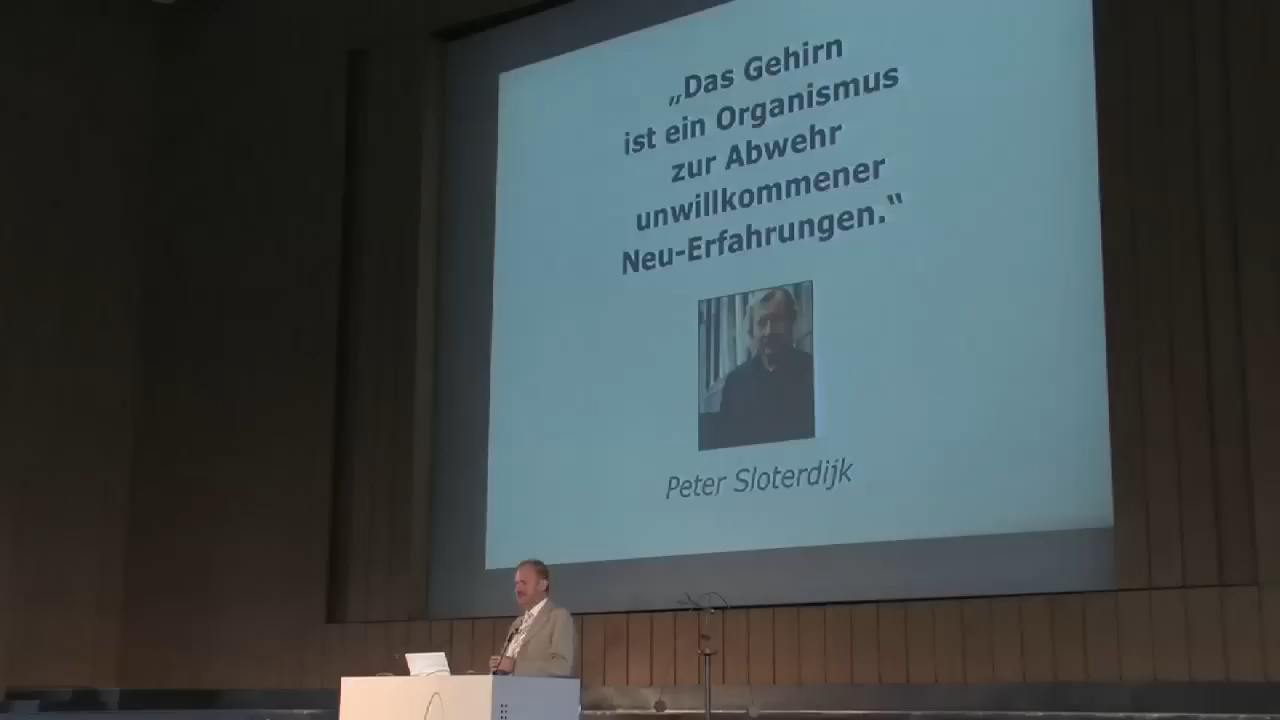 „Das Gehirn
ist ein Organismus
zur Abwehr
unwillkommener
Neu-Erfahrungen.“
Peter Sloterdijk